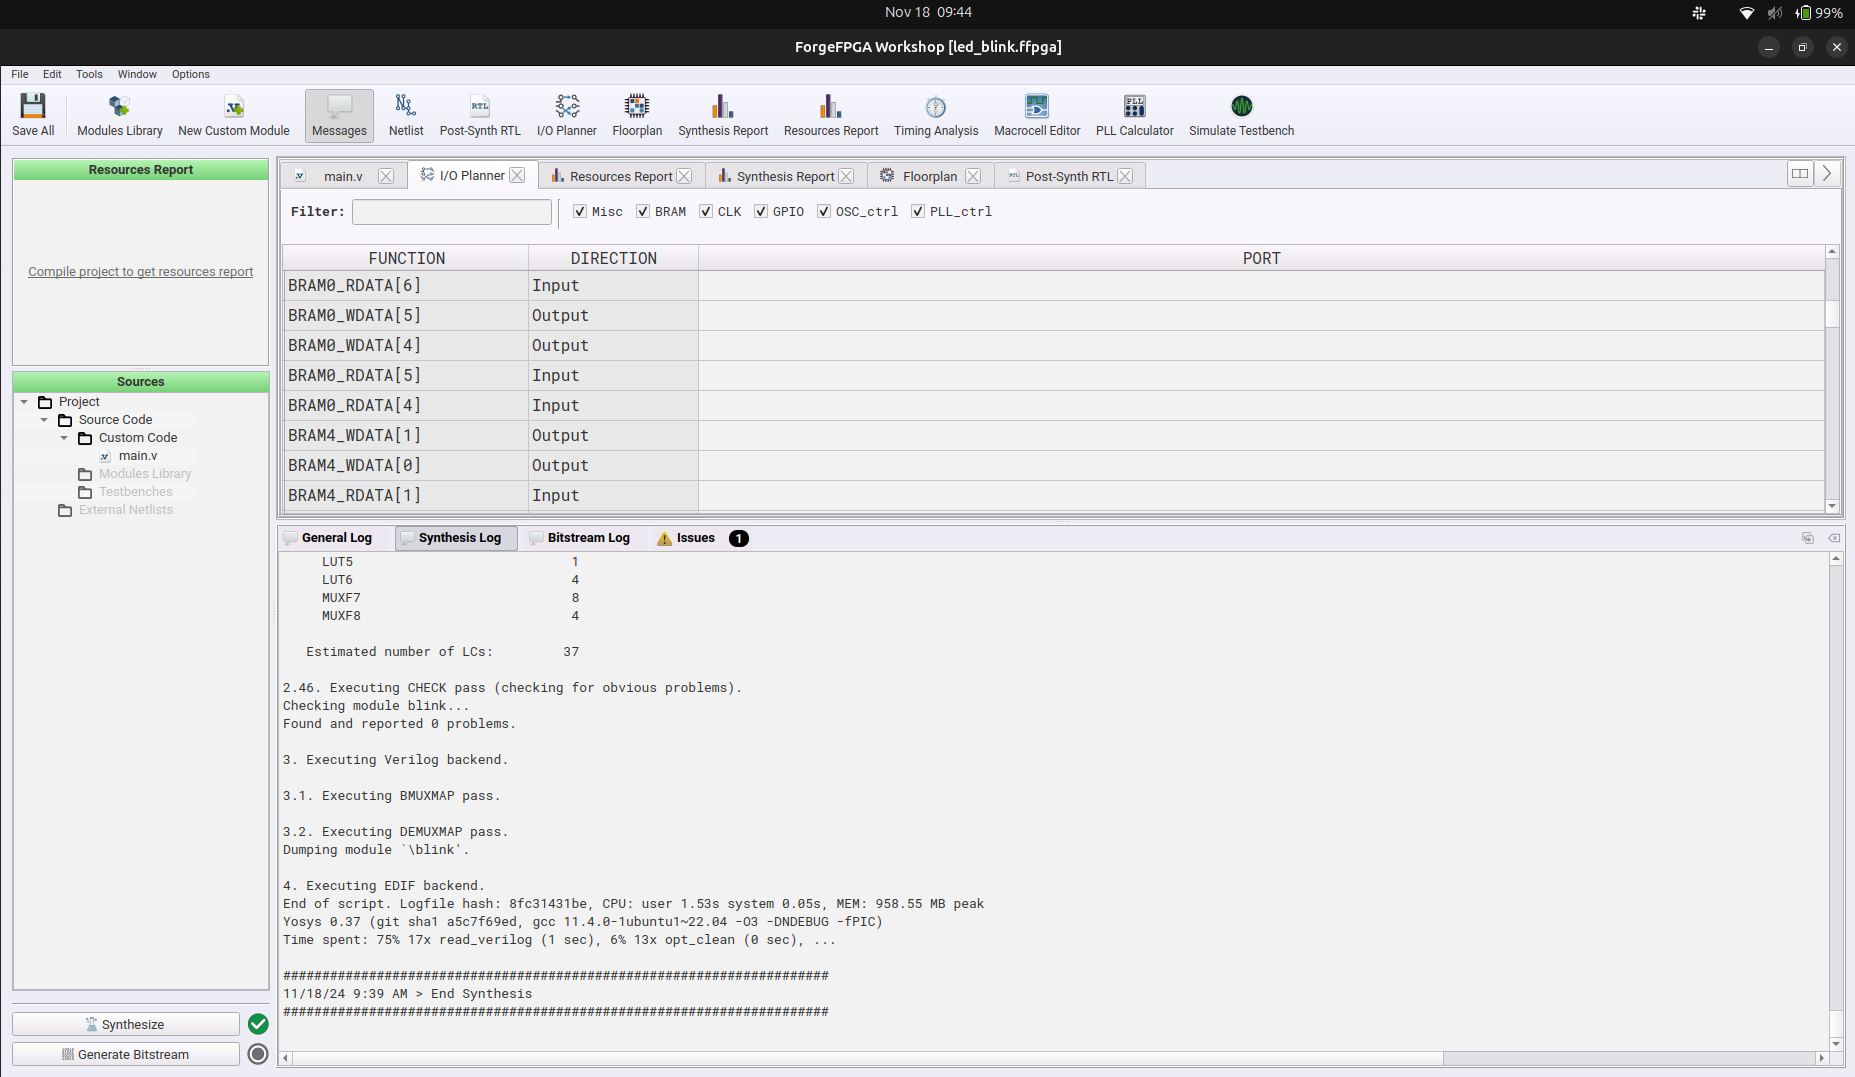 Nov 18 09:44
99%
ForgeFPGA Workshop [led_blink.ffpga]
File Edit Tools Window Options
Save All Modules Library New Custom Module Messages Netlist Post-Synth RTL I/O Planner Floorplan Synthesis Report Resources Report Timing Analysis Macrocell Editor PLL Calculator Simulate Testbench
Resources Report
Compile project to get resources report
Sources
Project
Source Code
Custom Code
main.v
Modules Library
Testbenches
External Netlists
Synthesize
Generate Bitstream
main.v I/O Planner Resources Report Synthesis Report Floorplan Post-Synth RTL
Filter: Misc BRAM CLK GPIO OSC_ctrl PLL_ctrl
FUNCTION DIRECTION PORT
BRAM0_RDATA[6] Input
BRAM0_WDATA[5] Output
BRAM0_WDATA[4] Output
BRAM0_RDATA[5] Input
BRAM0_RDATA[4] Input
BRAM4_WDATA[1] Output
BRAM4_WDATA[0] Output
BRAM4_RDATA[1] Input
General Log Synthesis Log Bitstream Log Issues 1
LUT5 1
LUT6 4
MUXF7 8
MUXF8 4
Estimated number of LCs: 37
2.46. Executing CHECK pass (checking for obvious problems).
Checking module blink...
Found and reported 0 problems.
3. Executing Verilog backend.
3.1. Executing BMUXMAP pass.
3.2. Executing DEMUXMAP pass.
Dumping module `\blink'.
4. Executing EDIF backend.
End of script. Logfile hash: 8fc31431be, CPU: user 1.53s system 0.05s, MEM: 958.55 MB peak
Yosys 0.37 (git sha1 a5c7f69ed, gcc 11.4.0-1ubuntu1~22.04 -O3 -DNDEBUG -fPIC)
Time spent: 75% 17x read_verilog (1 sec), 6% 13x opt_clean (0 sec), ...
######################################################################
11/18/24 9:39 AM > End Synthesis
######################################################################